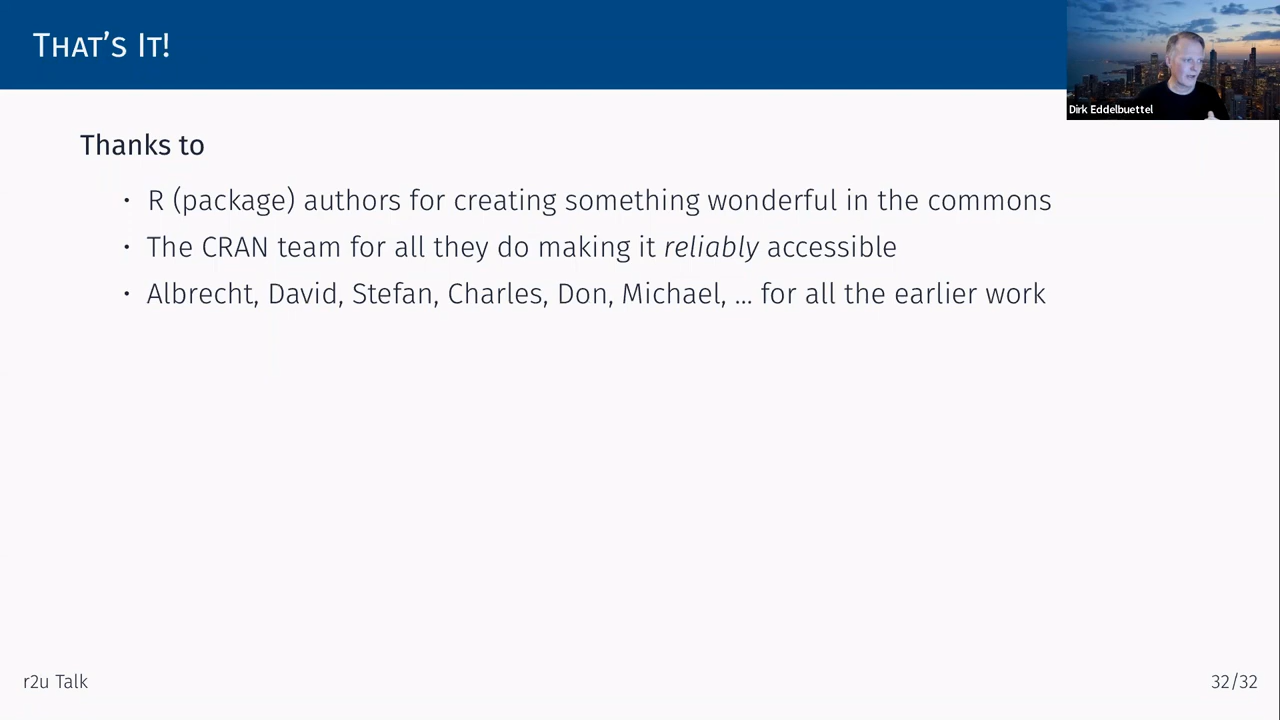 That's It!
Dirk Eddelbuettel
Thanks to
• R (package) authors for creating something wonderful in the commons
• The CRAN team for all they do making it reliably accessible
• Albrecht, David, Stefan, Charles, Don, Michael, ... for all the earlier work
r2u Talk
32/32